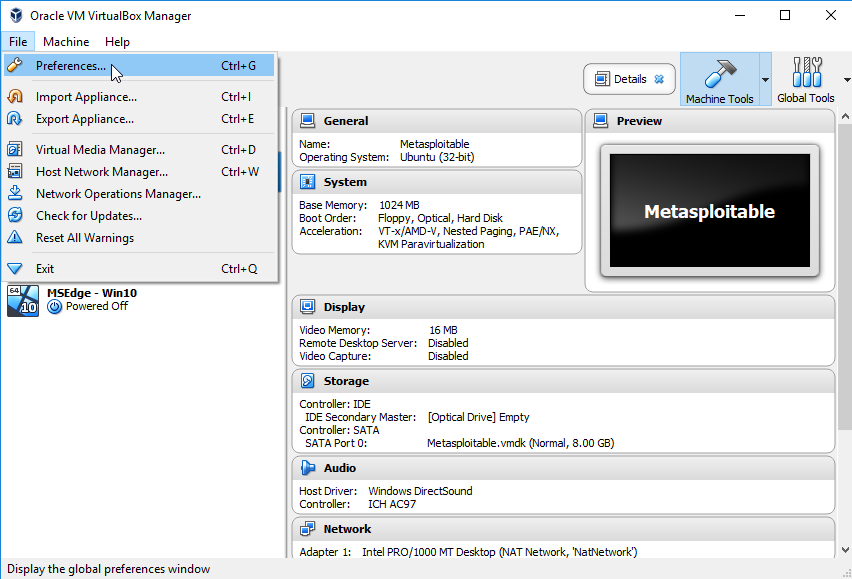 Oracle VM VirtualBox Manager
File Machine Help
Preferences... Ctrl+G
Import Appliance... Ctrl+I
Export Appliance... Ctrl+E
Virtual Media Manager... Ctrl+D
Host Network Manager... Ctrl+W
Network Operations Manager...
Check for Updates...
Reset All Warnings
Exit Ctrl+Q
64
10
MSEdge - Win10
Powered Off
Details
Machine Tools
Global Tools
General
Name: Metasploitable
Operating System: Ubuntu (32-bit)
System
Base Memory: 1024 MB
Boot Order: Floppy, Optical, Hard Disk
Acceleration: VT-x/AMD-V, Nested Paging, PAE/NX,
KVM Paravirtualization
Preview
Metasploitable
Display
Video Memory: 16 MB
Remote Desktop Server: Disabled
Video Capture: Disabled
Storage
Controller: IDE
IDE Secondary Master: [Optical Drive] Empty
Controller: SATA
SATA Port 0: Metasploitable.vmdk (Normal, 8.00 GB)
Audio
Host Driver: Windows DirectSound
Controller: ICH AC97
Network
Adapter 1: Intel PRO/1000 MT Desktop (NAT Network, 'NatNetwork')
Display the global preferences window